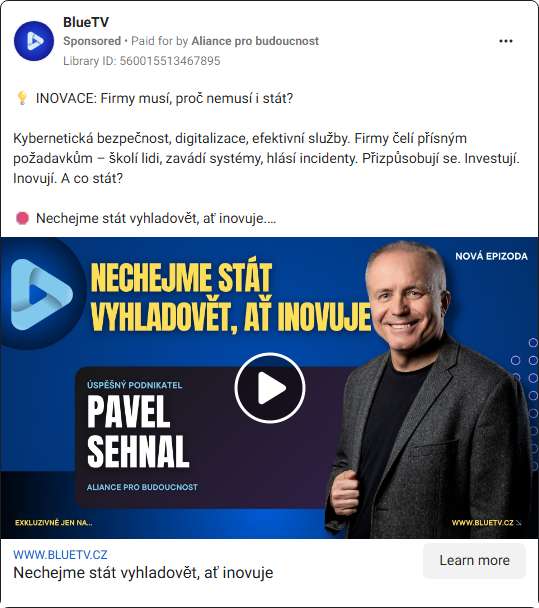 BlueTV
Sponsored • Paid for by Aliance pro budoucnost
Library ID: 560015513467895
💡 INOVACE: Firmy musí, proč nemusí i stát?
Kybernetická bezpečnost, digitalizace, efektivní služby. Firmy čelí přísným
požadavkům – školí lidi, zavádí systémy, hlásí incidenty. Přizpůsobují se. Investují.
Inovují. A co stát?
🛑 Nechejme stát vyhladovět, ať inovuje....
NOVÁ EPIZODA
NECHEJME STÁT
VYHLADOVĚT, AŤ INOVUJE
ÚSPĚŠNÝ PODNIKATEL
PAVEL
SEHNAL
ALIANCE PRO BUDOUCNOST
EXKLUZIVNĚ JEN NA...
WWW.BLUETV.CZ
WWW.BLUETV.CZ
Nechejme stát vyhladovět, ať inovuje
Learn more